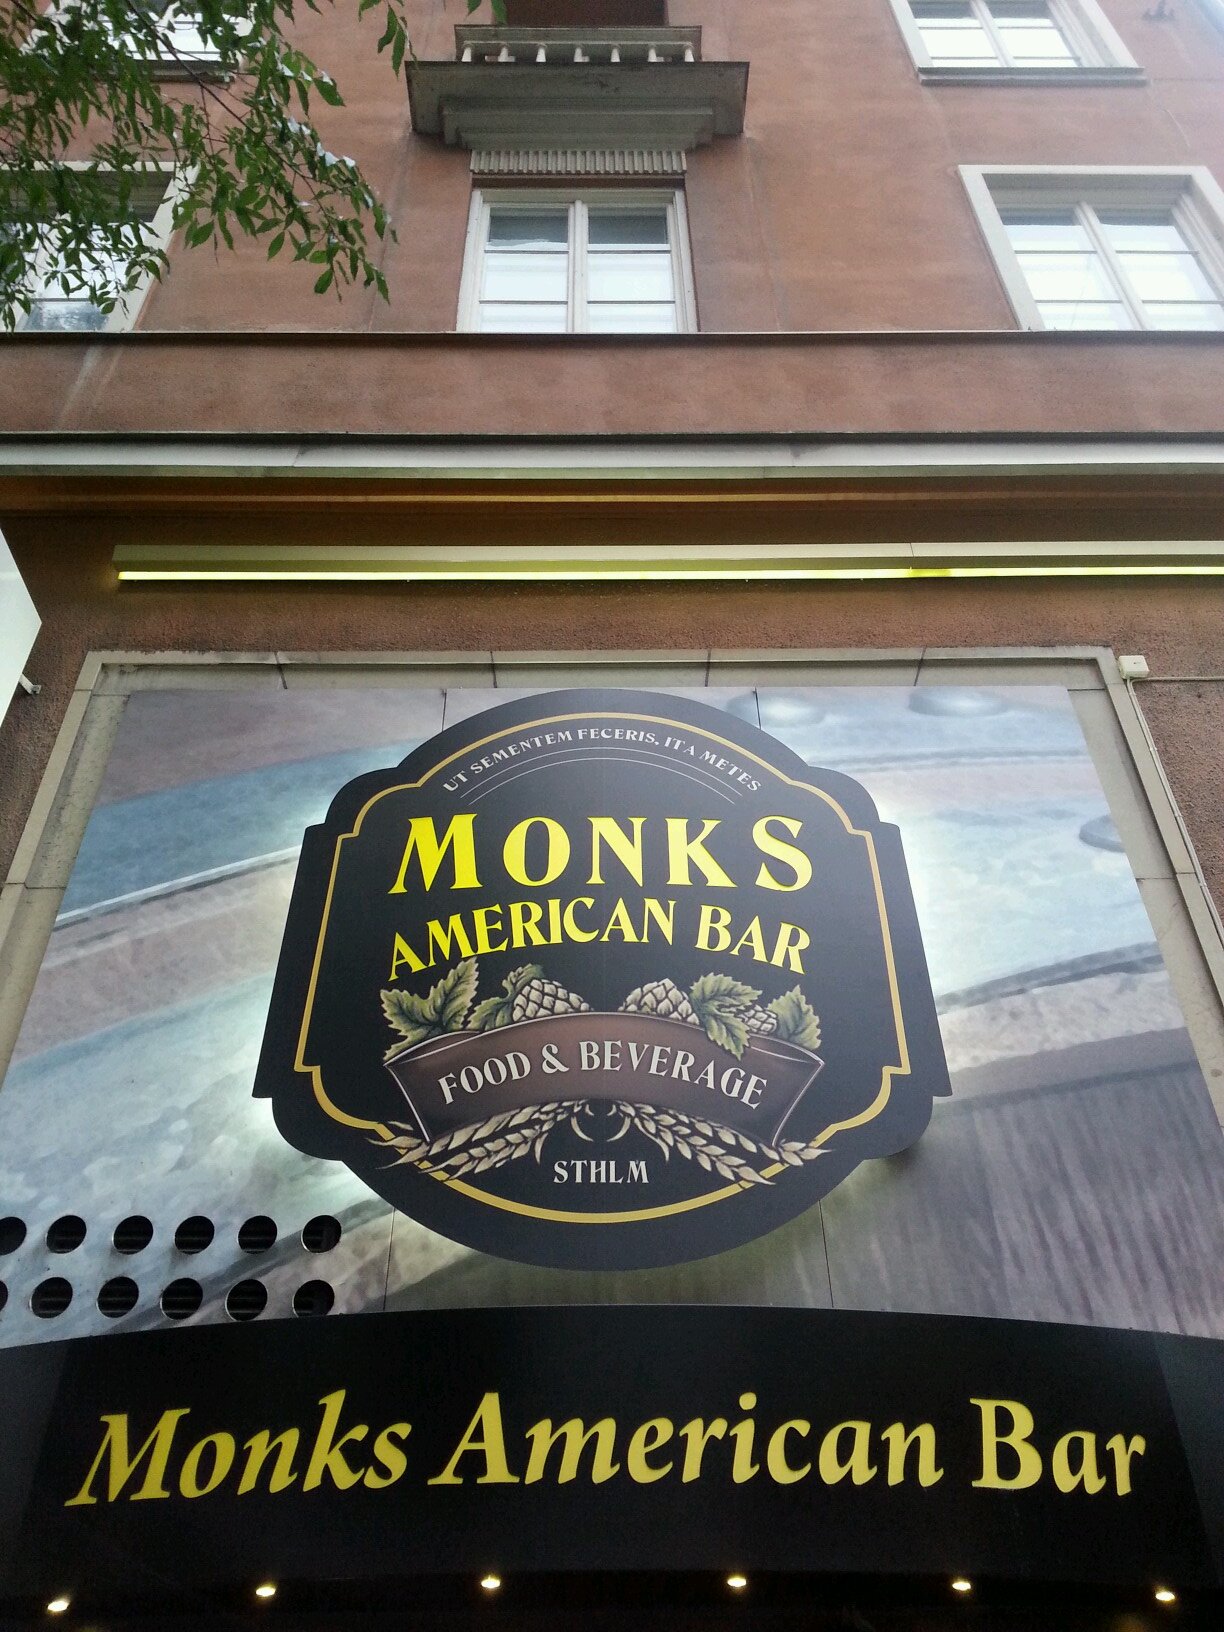 UT SEMENTEM FECERIS. ITA METES
MONKS
AMERICAN BAR
FOOD & BEVERAGE
STHLM
Monks American Bar